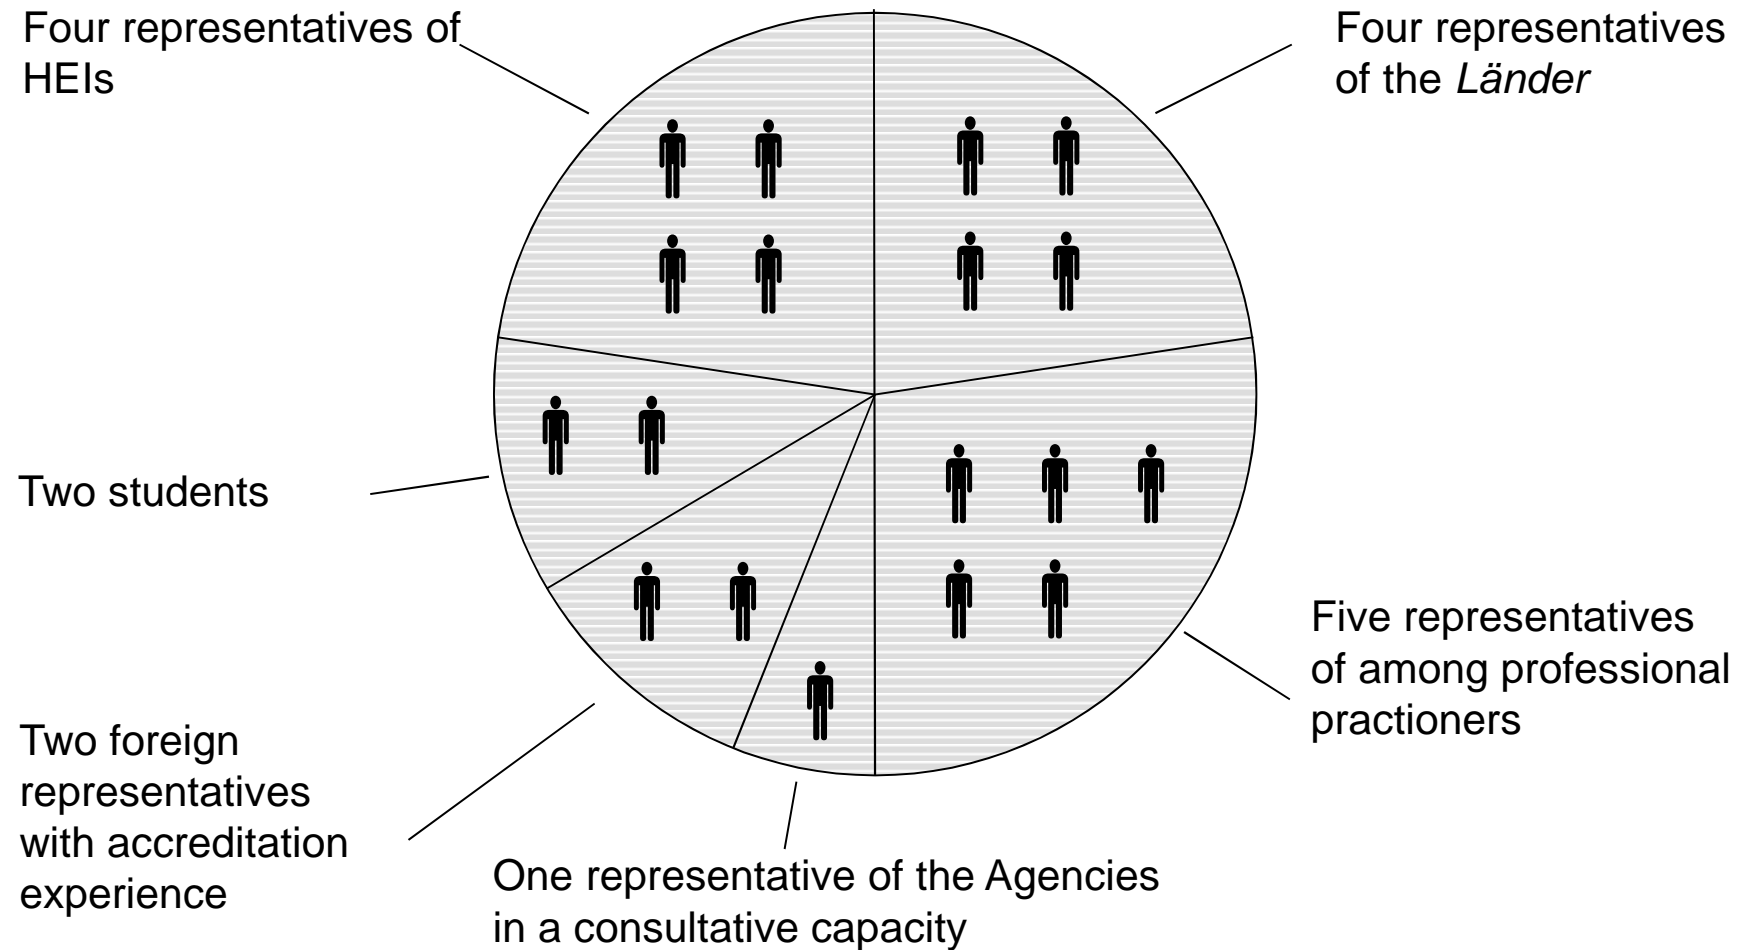 Four representatives of
HEIs
Four representatives
of the Länder
Two students
Five representatives
of among professional
practioners
Two foreign
representatives
with accreditation
experience
One representative of the Agencies
in a consultative capacity